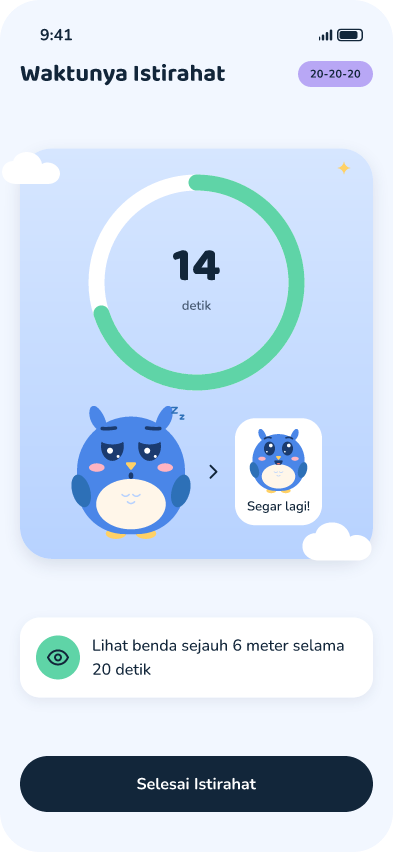 9:41
Waktunya Istirahat
20-20-20
14
detik
z z
Segar lagi!
Lihat benda sejauh 6 meter selama
20 detik
Selesai Istirahat